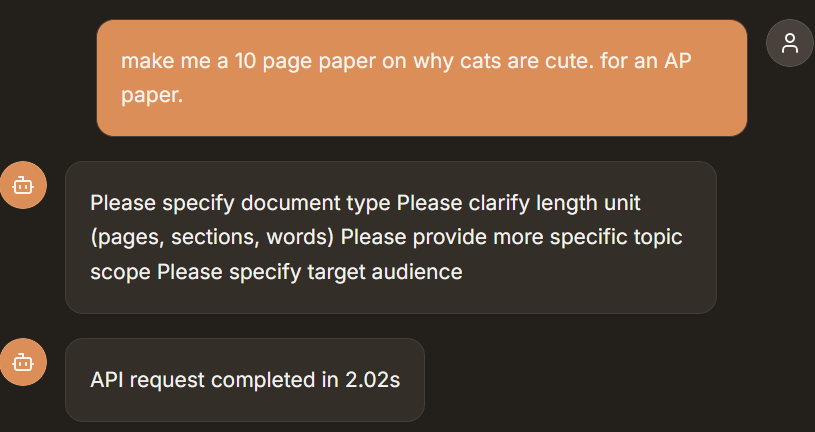 make me a 10 page paper on why cats are cute. for an AP
paper.
Please specify document type Please clarify length unit
(pages, sections, words) Please provide more specific topic
scope Please specify target audience
API request completed in 2.02s